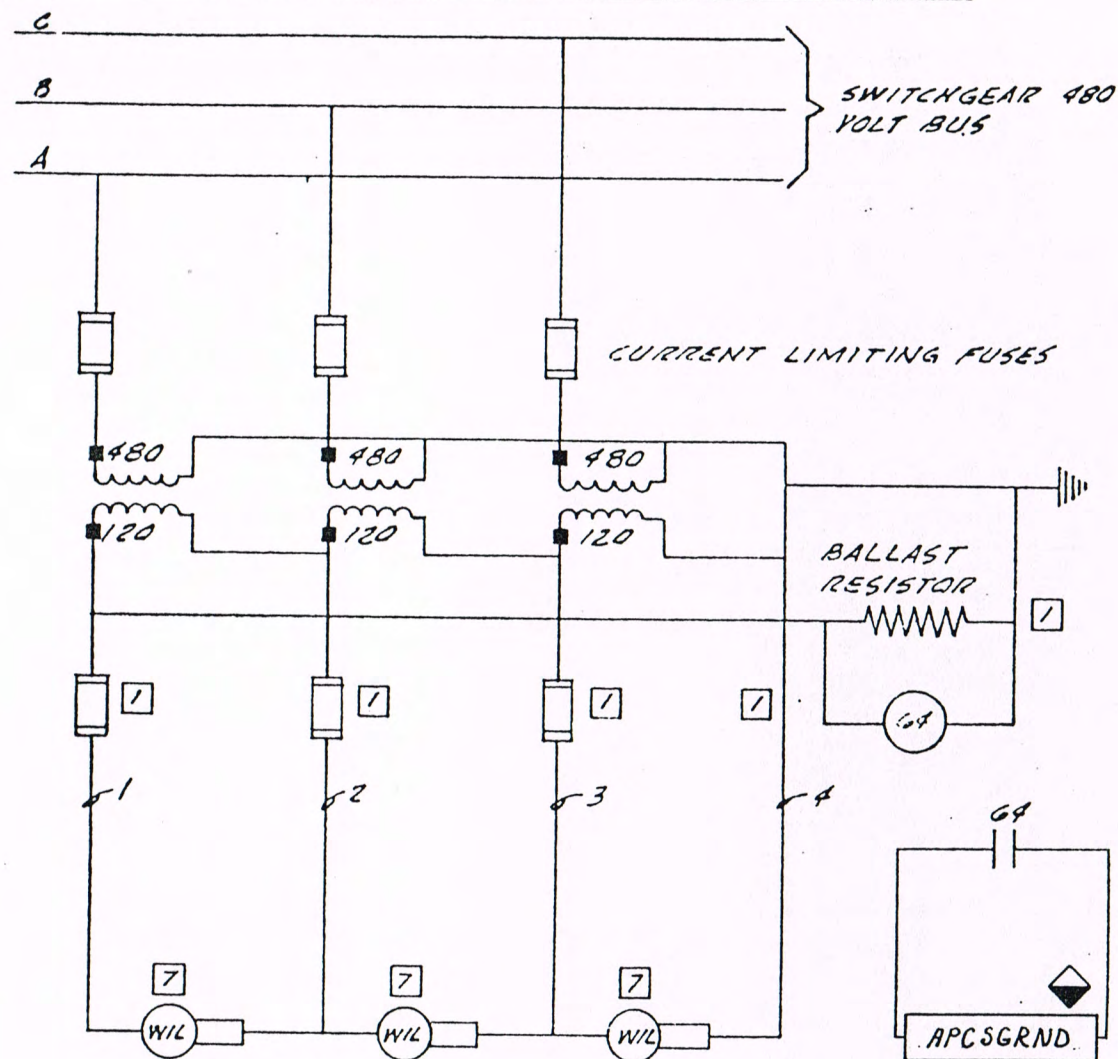 C
B
SWITCHGEAR 480
VOLT BUS
A
CURRENT LIMITING FUSES
480 480 480
120 120 120
BALLAST
RESISTOR
1
1 1 1 1
64
1 2 3 4
64
7 7 7
W/L W/L W/L
APCSGRND